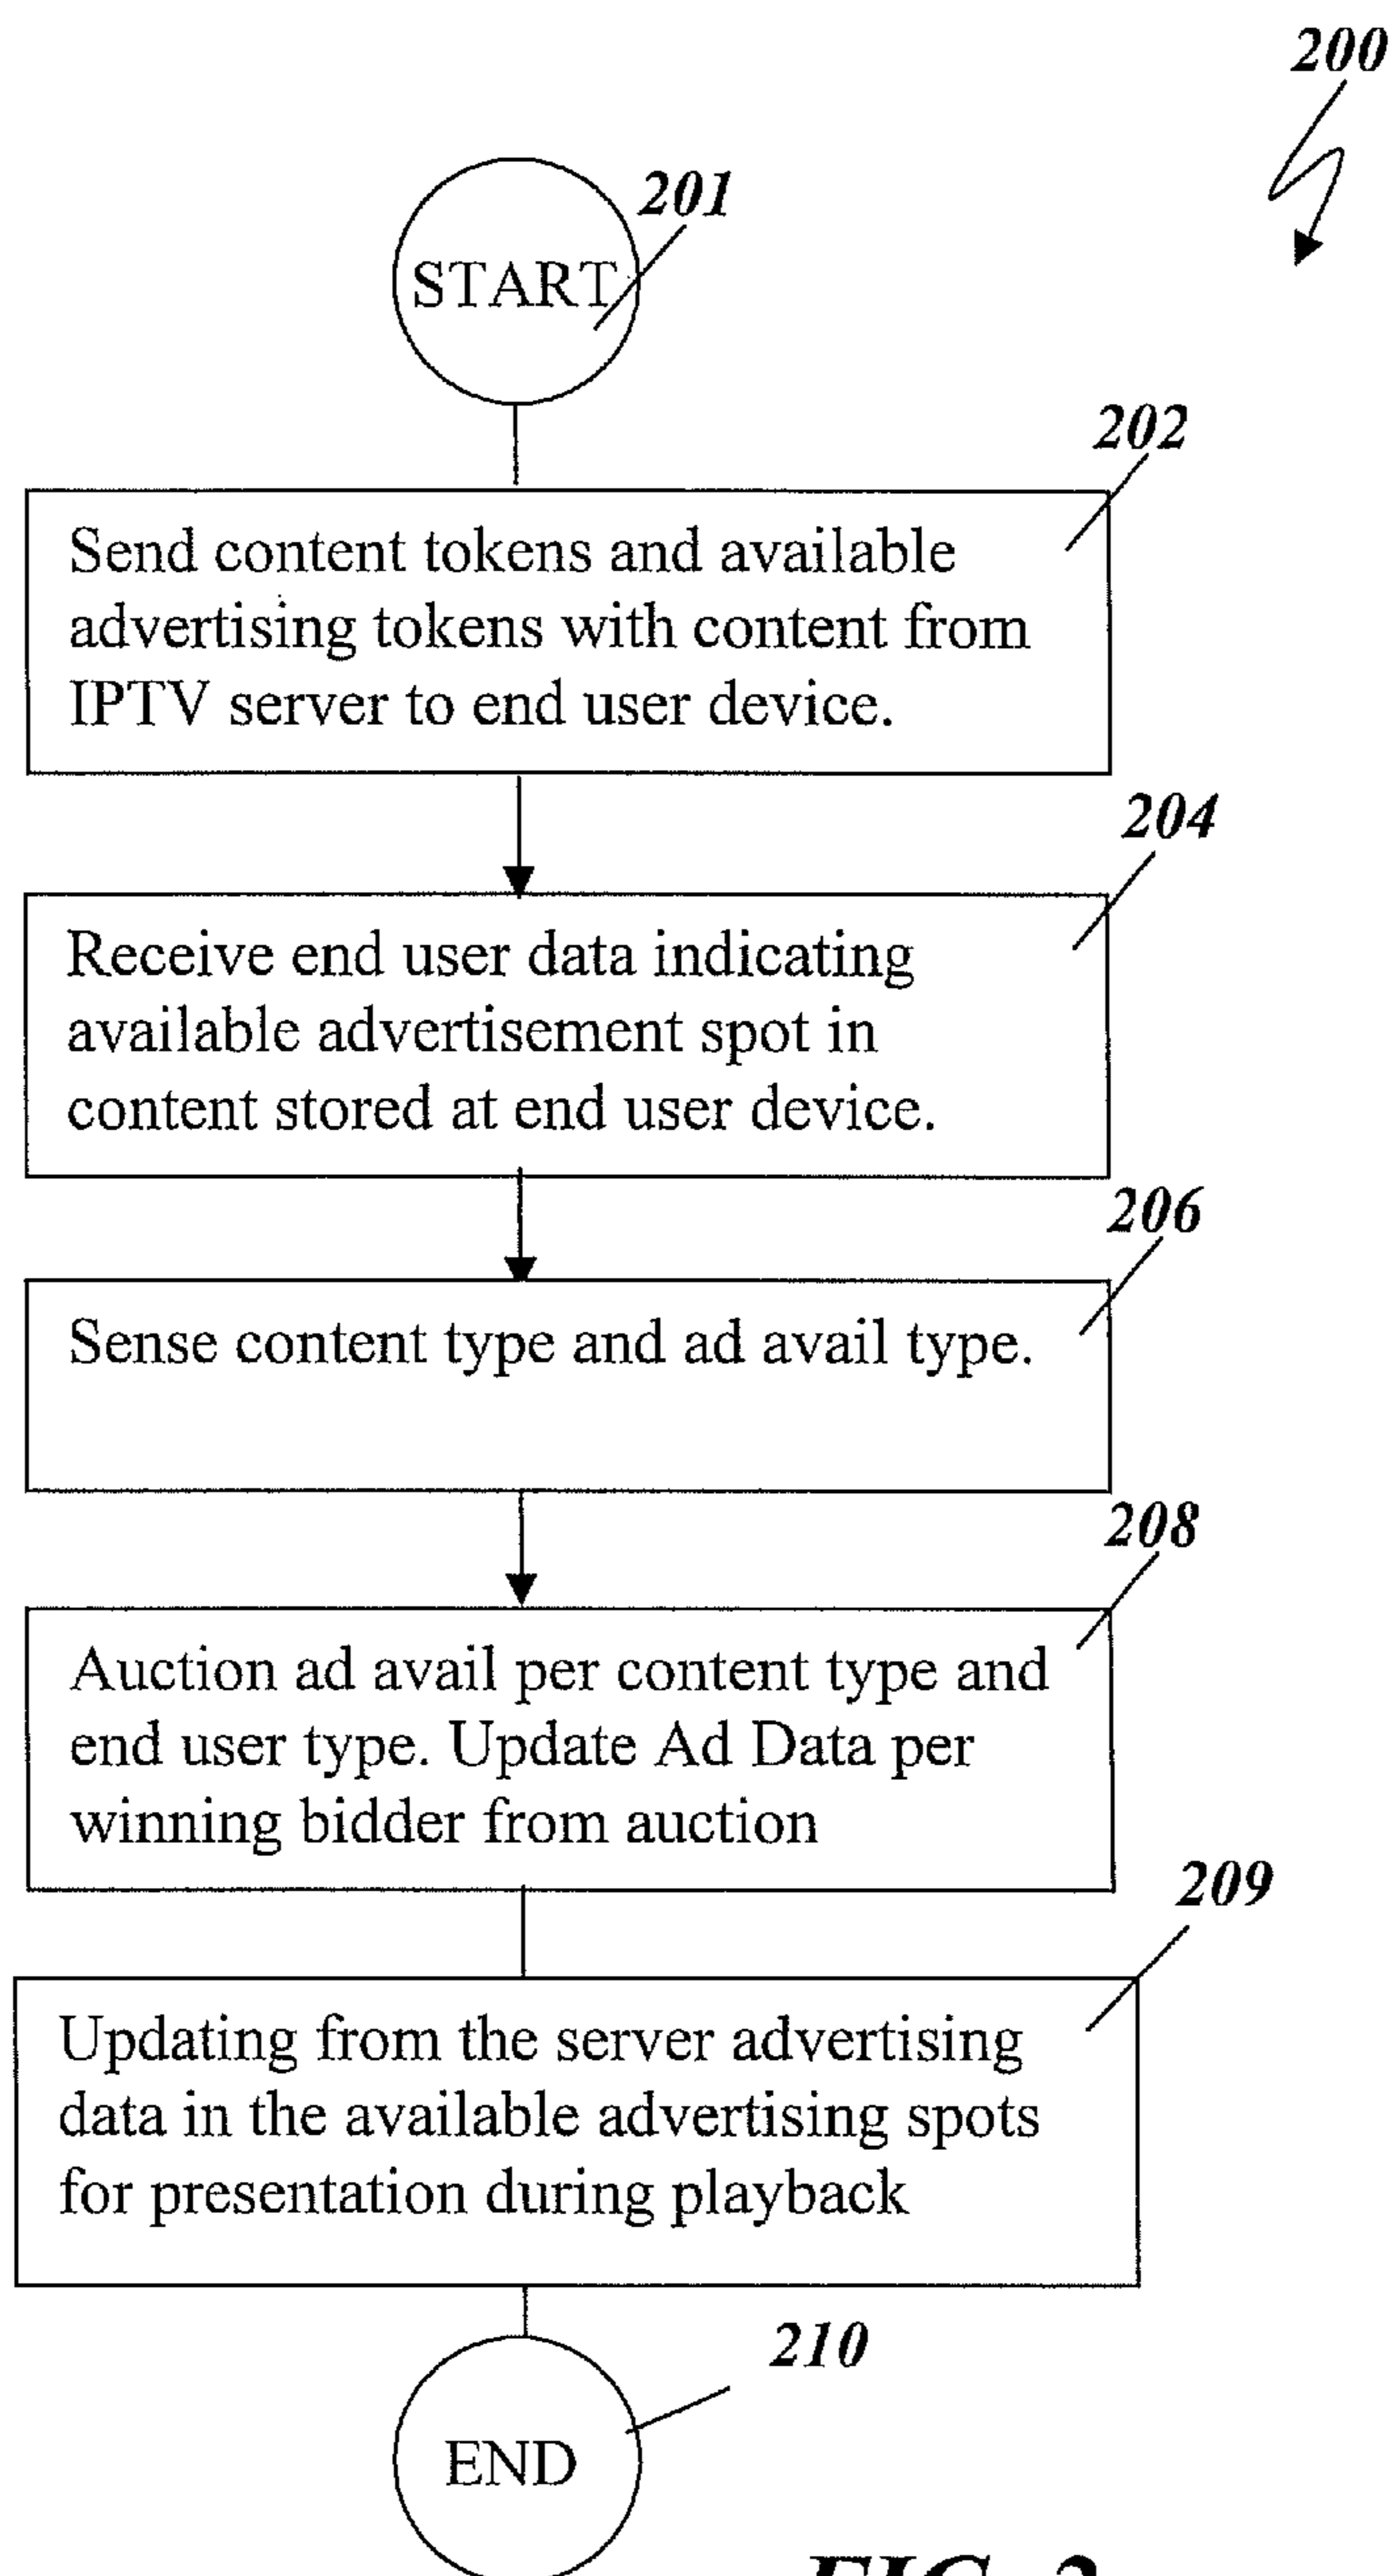 200
201
START
202
Send content tokens and available
advertising tokens with content from
IPTV server to end user device.
204
Receive end user data indicating
available advertisement spot in
content stored at end user device.
206
Sense content type and ad avail type.
208
Auction ad avail per content type and
end user type. Update Ad Data per
winning bidder from auction
209
Updating from the server advertising
data in the available advertising spots
for presentation during playback
210
END
FIG. 2